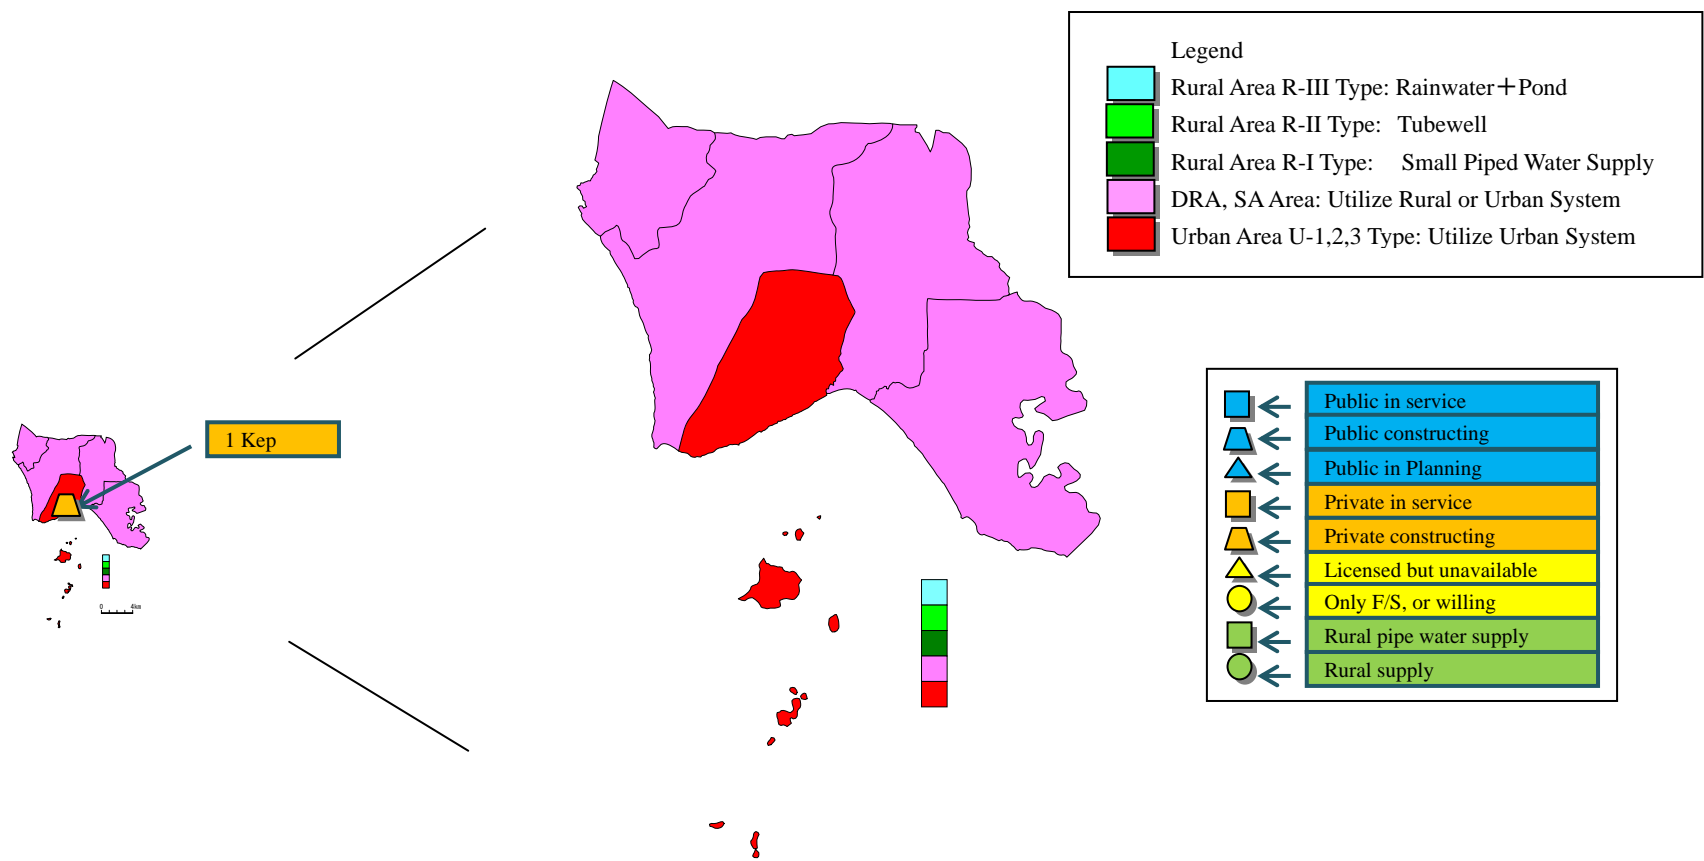 Legend
Rural Area R-III Type: Rainwater+Pond
Rural Area R-II Type: Tubewell
Rural Area R-I Type: Small Piped Water Supply
DRA, SA Area: Utilize Rural or Urban System
Urban Area U-1,2,3 Type: Utilize Urban System
1 Kep
0 4km
Public in service
Public constructing
Public in Planning
Private in service
Private constructing
Licensed but unavailable
Only F/S, or willing
Rural pipe water supply
Rural supply